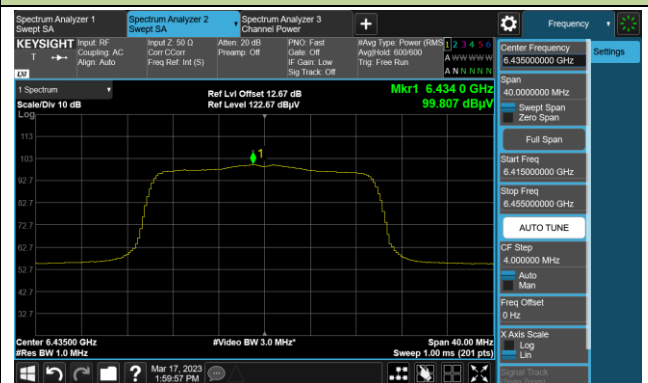 Spectrum Analyzer 1
Swept SA
Spectrum Analyzer 2
Swept SA
Spectrum Analyzer 3
Channel Power
+
Frequency
KEYSIGHT
T
LXI
Input: RF
Coupling: AC
Align: Auto
Input Z: 50 Ω
Corr CCorr
Freq Ref: Int (S)
Atten: 20 dB
Preamp: Off
PNO: Fast
Gate: Off
IF Gain: Low
Sig Track: Off
#Avg Type: Power (RMS
Avg|Hold: 600/600
Trig: Free Run
1 2 3 4 5 6
A W W W W W
A N N N N N
Center Frequency
6.435000000 GHz
Settings
Span
40.0000000 MHz
Swept Span
Zero Span
Full Span
Start Freq
6.415000000 GHz
Stop Freq
6.455000000 GHz
AUTO TUNE
CF Step
4.000000 MHz
Auto
Man
Freq Offset
0 Hz
X Axis Scale
Log
Lin
Signal Track
1 Spectrum
Scale/Div 10 dB
Log
Ref Lvl Offset 12.67 dB
Ref Level 122.67 dBµV
Mkr1 6.434 0 GHz
99.807 dBµV
1
113
103
92.7
82.7
72.7
62.7
52.7
42.7
32.7
Center 6.43500 GHz
#Res BW 1.0 MHz
#Video BW 3.0 MHz*
Span 40.00 MHz
Sweep 1.00 ms (201 pts)
?
Mar 17, 2023
1:59:57 PM